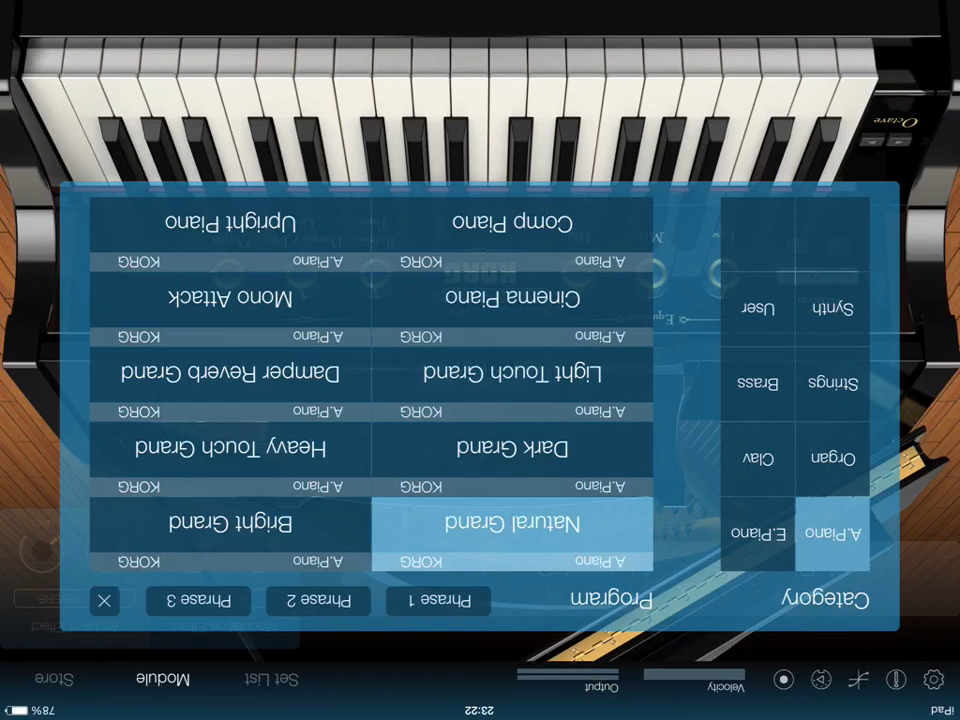 iPad 23:22 78%
Velocity Output
Set List Module Store
Category Program Phrase 1 Phrase 2 Phrase 3
A.Piano E.Piano
Organ Clav
Strings Brass
Synth User
A.Piano KORG A.Piano KORG
Natural Grand Bright Grand
A.Piano KORG A.Piano KORG
Dark Grand Heavy Touch Grand
A.Piano KORG A.Piano KORG
Light Touch Grand Damper Reverb Grand
A.Piano KORG A.Piano KORG
Cinema Piano Mono Attack
A.Piano KORG A.Piano KORG
Comp Piano Upright Piano
KORG
Octave